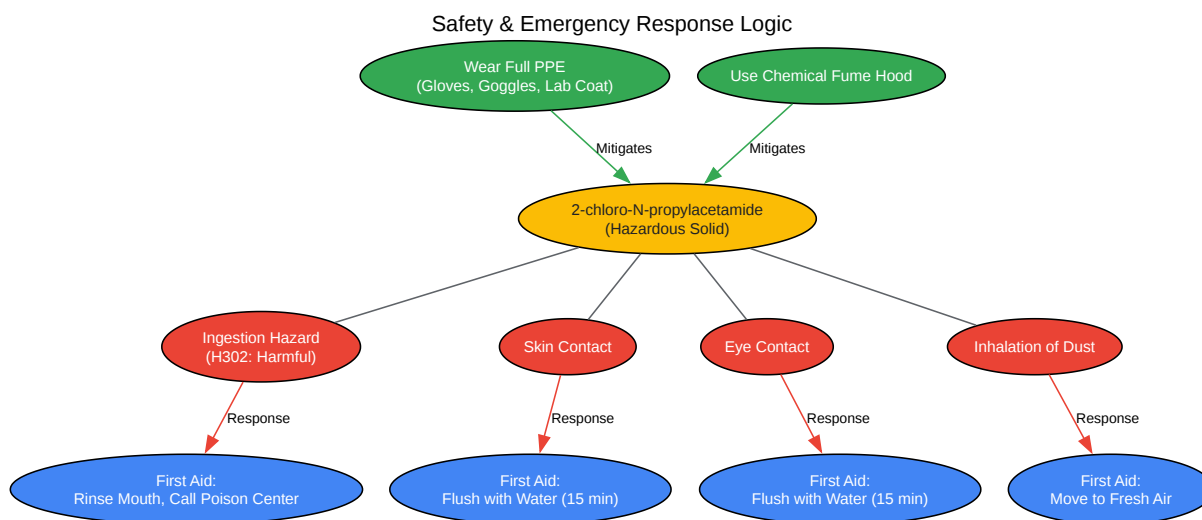 Safety & Emergency Response Logic
Wear Full PPE
(Gloves, Goggles, Lab Coat)
Use Chemical Fume Hood
Mitigates
Mitigates
2-chloro-N-propylacetamide
(Hazardous Solid)
Ingestion Hazard
(H302: Harmful)
Skin Contact
Eye Contact
Inhalation of Dust
Response
Response
Response
Response
First Aid:
Rinse Mouth, Call Poison Center
First Aid:
Flush with Water (15 min)
First Aid:
Flush with Water (15 min)
First Aid:
Move to Fresh Air